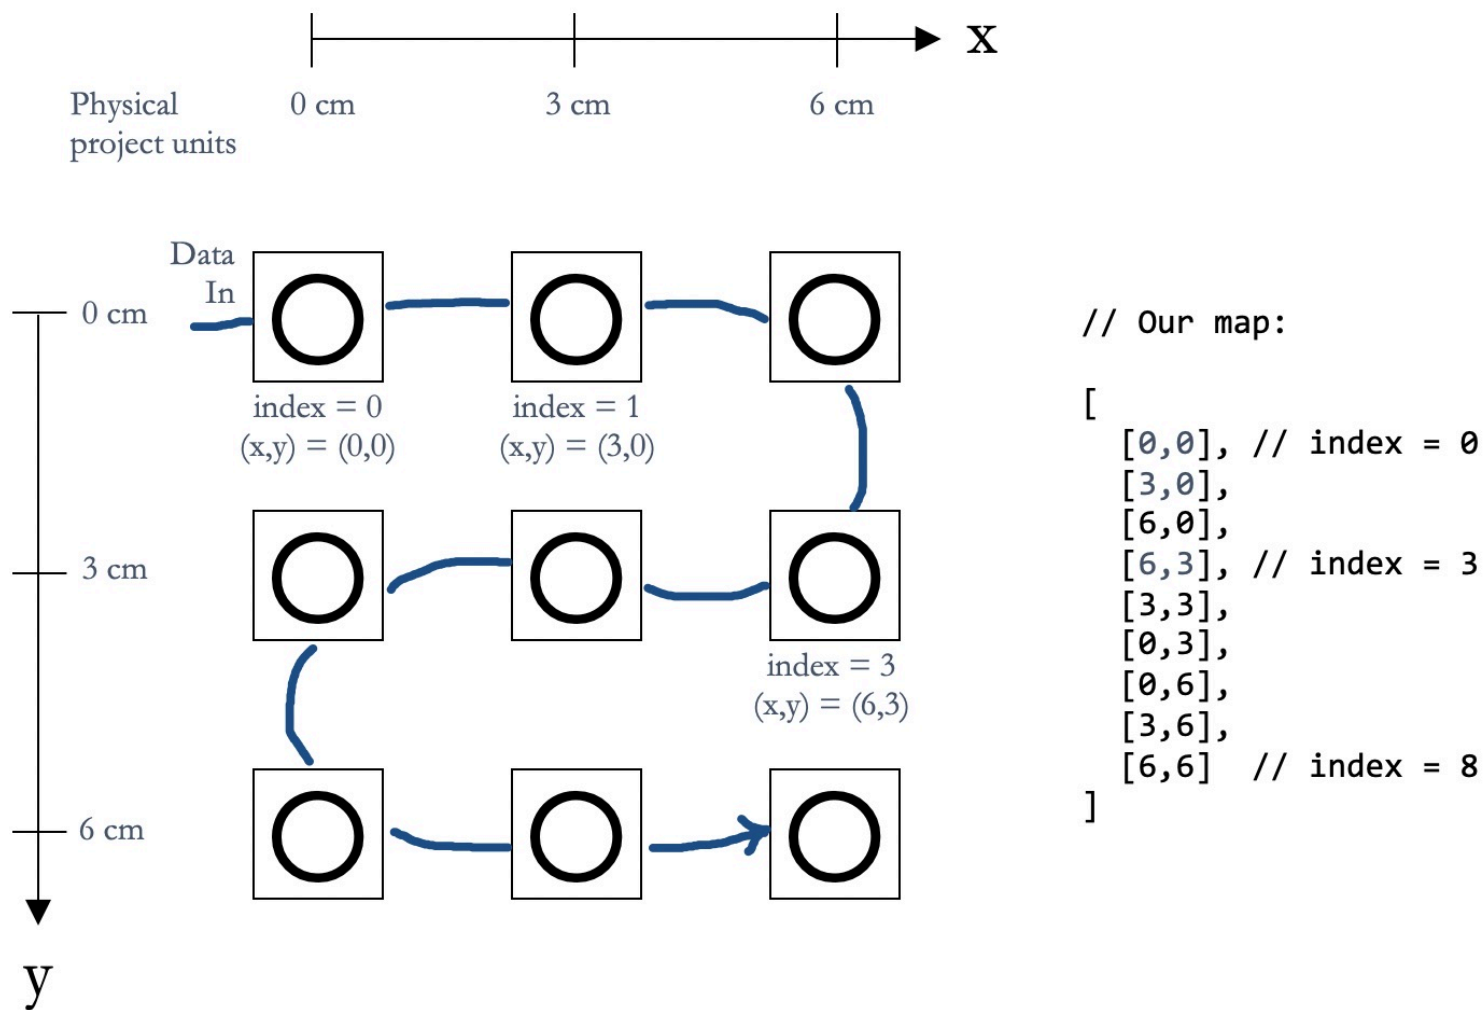 x
Physical
project units
0 cm
3 cm
6 cm
Data
In
0 cm
index = 0
(x,y) = (0,0)
index = 1
(x,y) = (3,0)
3 cm
index = 3
(x,y) = (6,3)
6 cm
y
// Our map:
[
[0,0], // index = 0
[3,0],
[6,0],
[6,3], // index = 3
[3,3],
[0,3],
[0,6],
[3,6],
[6,6] // index = 8
]